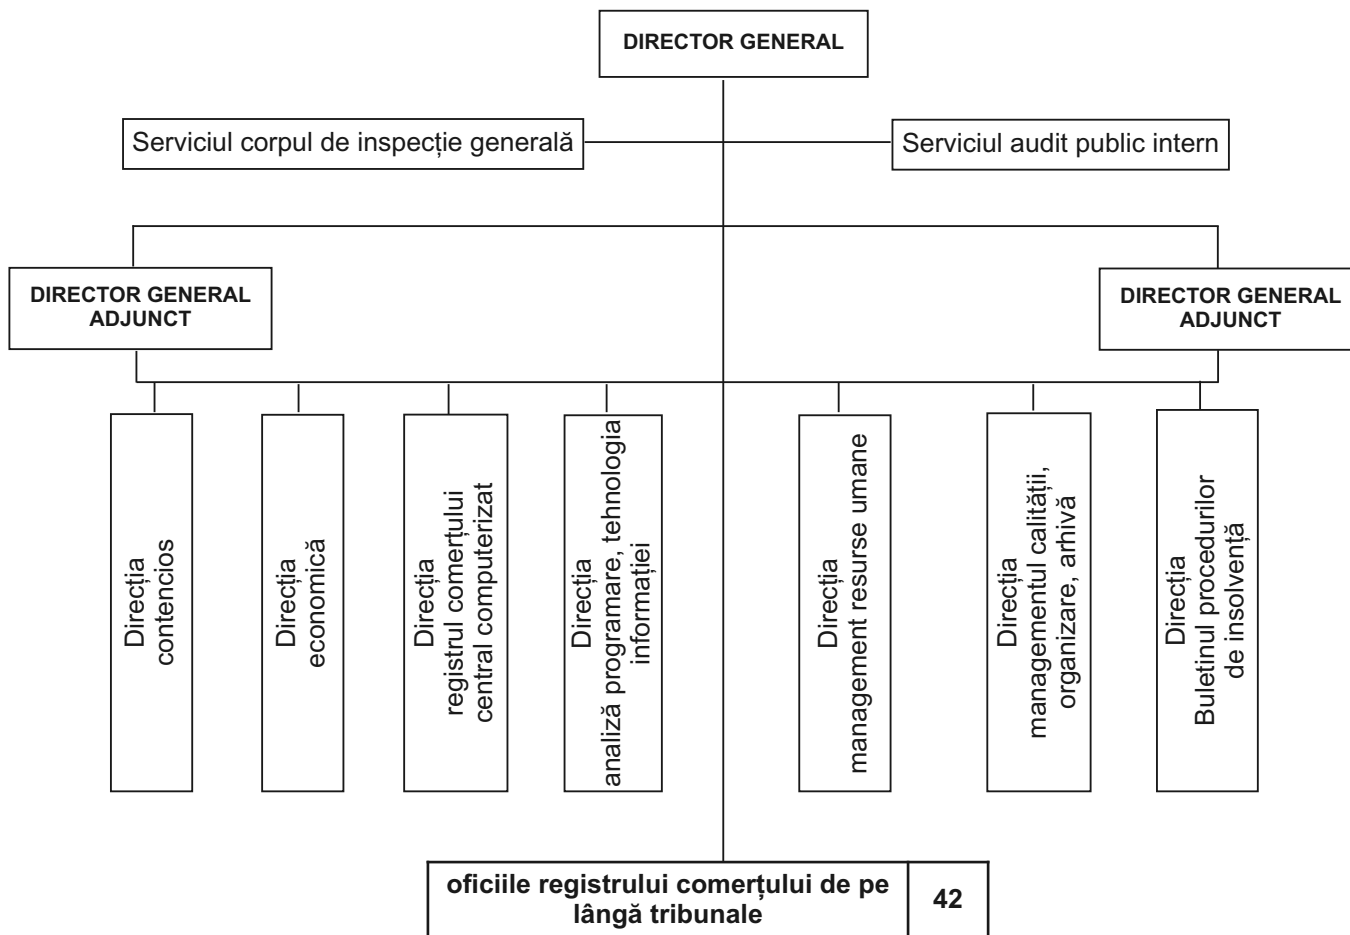 DIRECTOR GENERAL
Serviciul corpul de inspecție generală
Serviciul audit public intern
DIRECTOR GENERAL
ADJUNCT
DIRECTOR GENERAL
ADJUNCT
Direcția
contencios
Direcția
economică
Direcția
registrul comerțului
central computerizat
Direcția
analiză programare, tehnologia
informației
Direcția
management resurse umane
Direcția
managementul calității,
organizare, arhivă
Direcția
Buletinul procedurilor
de insolvență
oficiile registrului comerțului de pe
lângă tribunale
42